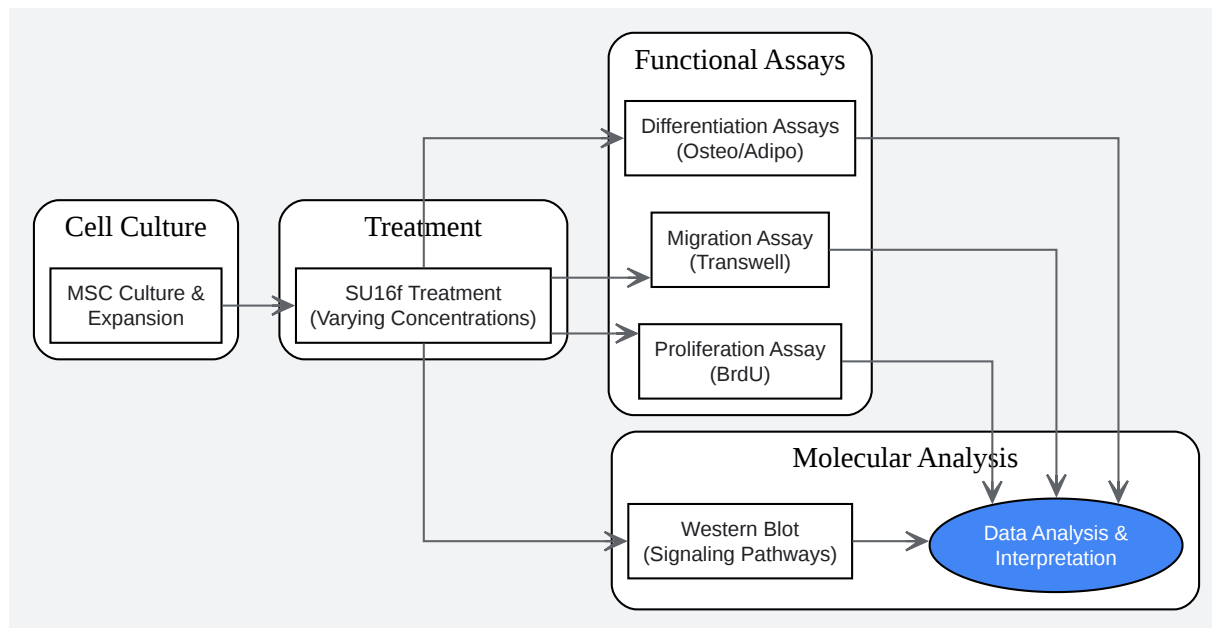 Cell Culture
MSC Culture &
Expansion
Treatment
SU16f Treatment
(Varying Concentrations)
Functional Assays
Differentiation Assays
(Osteo/Adipo)
Migration Assay
(Transwell)
Proliferation Assay
(BrdU)
Molecular Analysis
Western Blot
(Signaling Pathways)
Data Analysis &
Interpretation